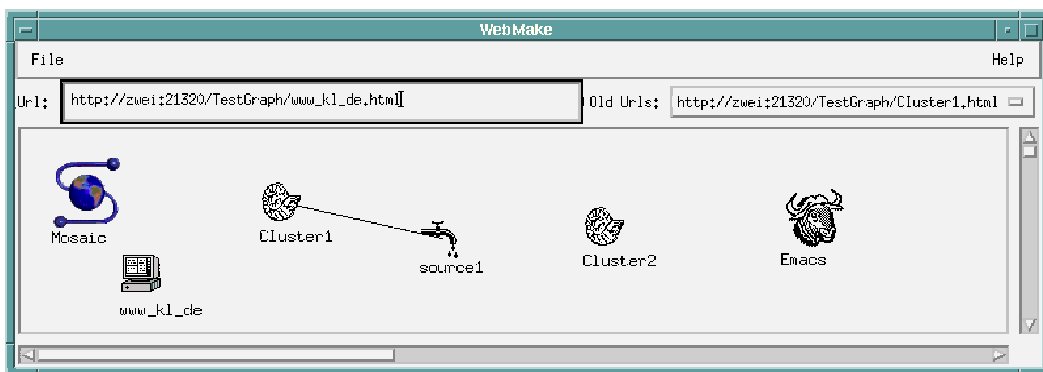 WebMake
File Help
Url: http://zwei:21320/TestGraph/www_kl_de.html Old Urls: http://zwei:21320/TestGraph/Cluster1.html
Mosaic
Cluster1
source1
Cluster2
Emacs
www_kl_de